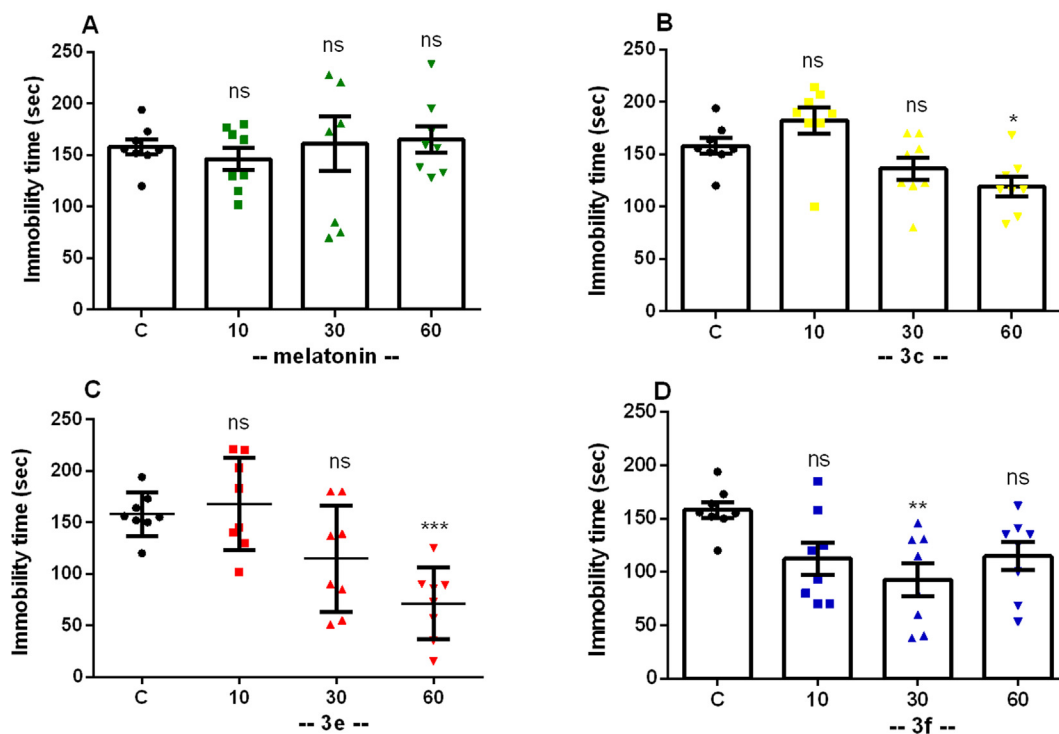 A
Immobility time (sec)
250
200
150
100
50
0
ns
ns
ns
C 10 30 60
-- melatonin --
B
Immobility time (sec)
250
200
150
100
50
0
ns
ns
*
C 10 30 60
-- 3c --
C
Immobility time (sec)
250
200
150
100
50
0
ns
ns
***
C 10 30 60
-- 3e --
D
Immobility time (sec)
250
200
150
100
50
0
ns
**
ns
C 10 30 60
-- 3f --